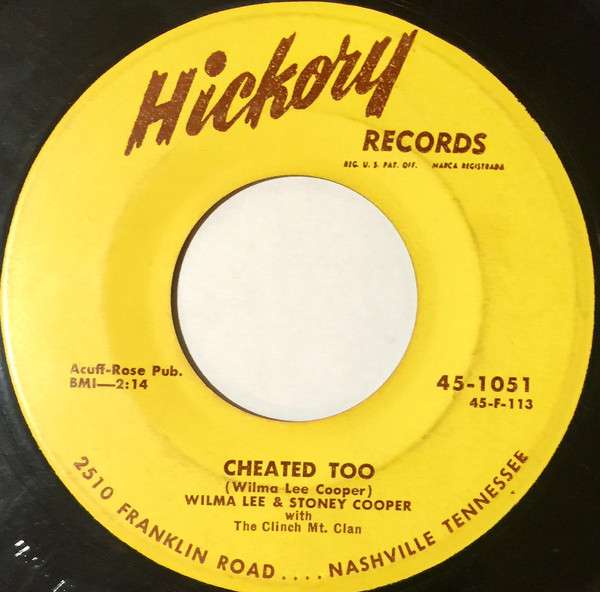 Hickory
RECORDS
REG. U. S. PAT. OFF. MARCA REGISTRADA
Acuff-Rose Pub.
BMI—2:14
45-1051
45-F-113
CHEATED TOO
(Wilma Lee Cooper)
WILMA LEE & STONEY COOPER
with
The Clinch Mt. Clan
2510 FRANKLIN ROAD .... NASHVILLE TENNESSEE